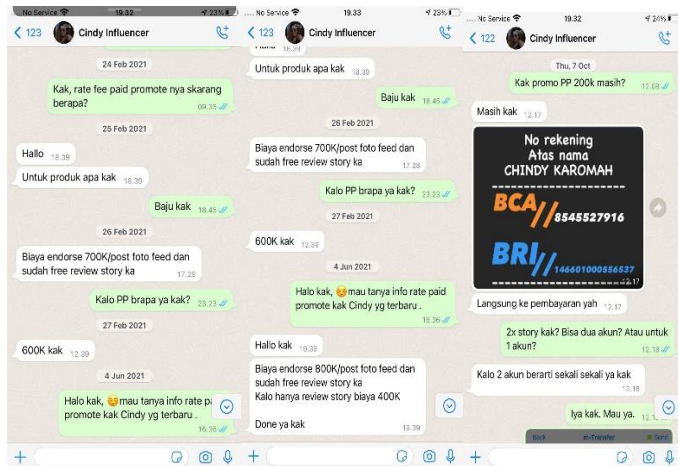 No Service
19.32
23%
123
Cindy Influencer
24 Feb 2021
Kak, rate fee paid promote nya skarang
berapa?
09.35
25 Feb 2021
Hallo 18.39
Untuk produk apa kak 18.39
Baju kak 18.45
26 Feb 2021
Biaya endorse 700K/post foto feed dan
sudah free review story ka
17.28
Kalo PP brapa ya kak? 23.23
27 Feb 2021
600K kak 12.39
4 Jun 2021
Halo kak, 😊mau tanya info rate pa
promote kak Cindy yg terbaru .
16.36
No Service
19.33
23%
123
Cindy Influencer
18.39
Untuk produk apa kak 18.39
Baju kak 18.45
26 Feb 2021
Biaya endorse 700K/post foto feed dan
sudah free review story ka
17.28
Kalo PP brapa ya kak? 23.23
27 Feb 2021
600K kak 12.39
4 Jun 2021
Halo kak, 😊mau tanya info rate paid
promote kak Cindy yg terbaru .
16.36
Hallo kak 19.39
Biaya endorse 800K/post foto feed dan
sudah free review story ka
Kalo hanya review story biaya 400K
Done ya kak
19.39
No Service
19.32
24%
122
Cindy Influencer
Thu, 7 Oct
Kak promo PP 200k masih? 12.08
Masih kak 12.17
No rekening
Atas nama
CHINDY KAROMAH
BCA//8545527916
BRI//146601000556537
12.17
Langsung ke pembayaran yah 12.17
2x story kak? Bisa dua akun? Atau untuk
1 akun?
12.18
Kalo 2 akun berarti sekali sekali ya kak
12.18
Iya kak. Mau ya.
Back
m-Transfer
Send